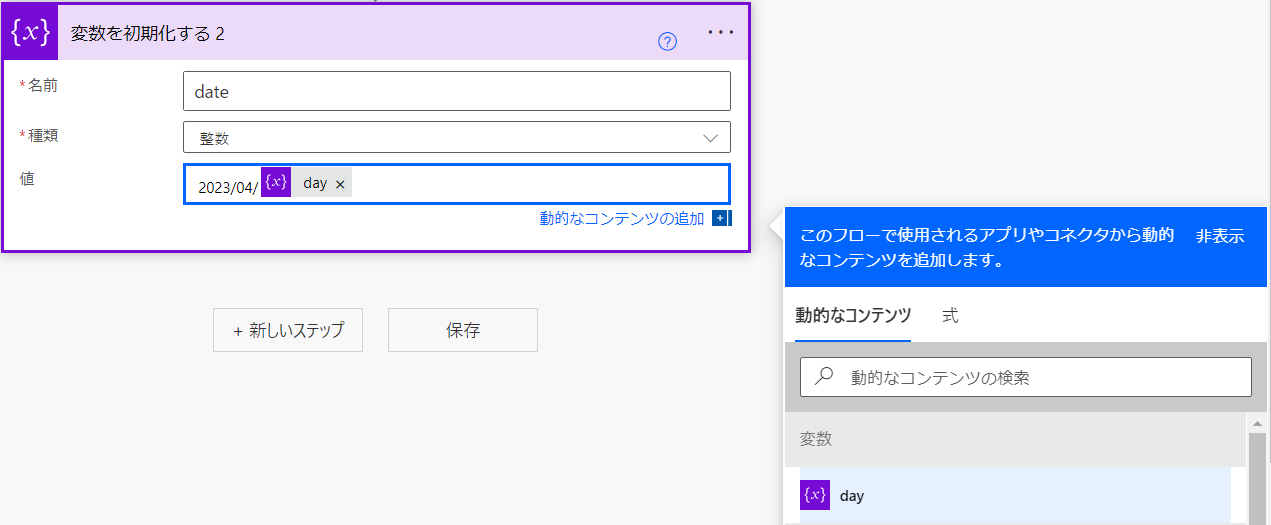 {x} 変数を初期化する 2
? ...
*名前
date
*種類
整数
値
2023/04/ {x} day ×
動的なコンテンツの追加 +
+ 新しいステップ
保存
このフローで使用されるアプリやコネクタから動的
なコンテンツを追加します。
非表示
動的なコンテンツ
式
動的なコンテンツの検索
変数
{x} day